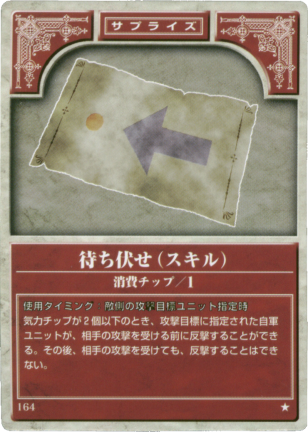 サプライズ
待ち伏せ（スキル）
消費チップ／1
使用タイミング　敵側の攻撃目標ユニット指定時
気力チップが２個以下のとき、攻撃目標に指定された自軍
ユニットが、相手の攻撃を受ける前に反撃することができ
る。その後、相手の攻撃を受けても、反撃することはでき
ない。
164
★